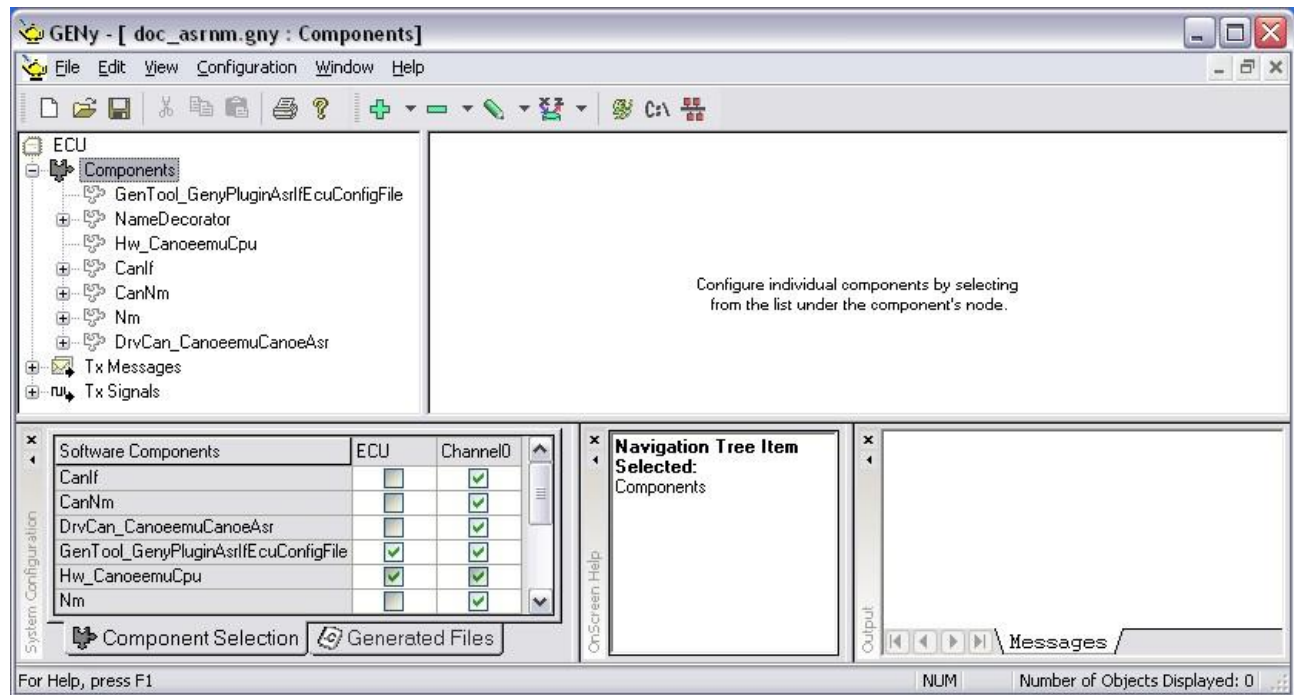 GENy - [ doc_asrnm.gny : Components]
File Edit View Configuration Window Help
C:\
ECU
Components
GenTool_GenyPluginAsrIfEcuConfigFile
NameDecorator
Hw_CanoeemuCpu
CanIf
CanNm
Nm
DrvCan_CanoeemuCanoeAsr
Tx Messages
Tx Signals
Configure individual components by selecting
from the list under the component's node.
System Configuration
Software Components ECU Channel0
CanIf
CanNm
DrvCan_CanoeemuCanoeAsr
GenTool_GenyPluginAsrIfEcuConfigFile
Hw_CanoeemuCpu
Nm
Component Selection Generated Files
OnScreen Help
Navigation Tree Item
Selected:
Components
Output
Messages
For Help, press F1
NUM
Number of Objects Displayed: 0